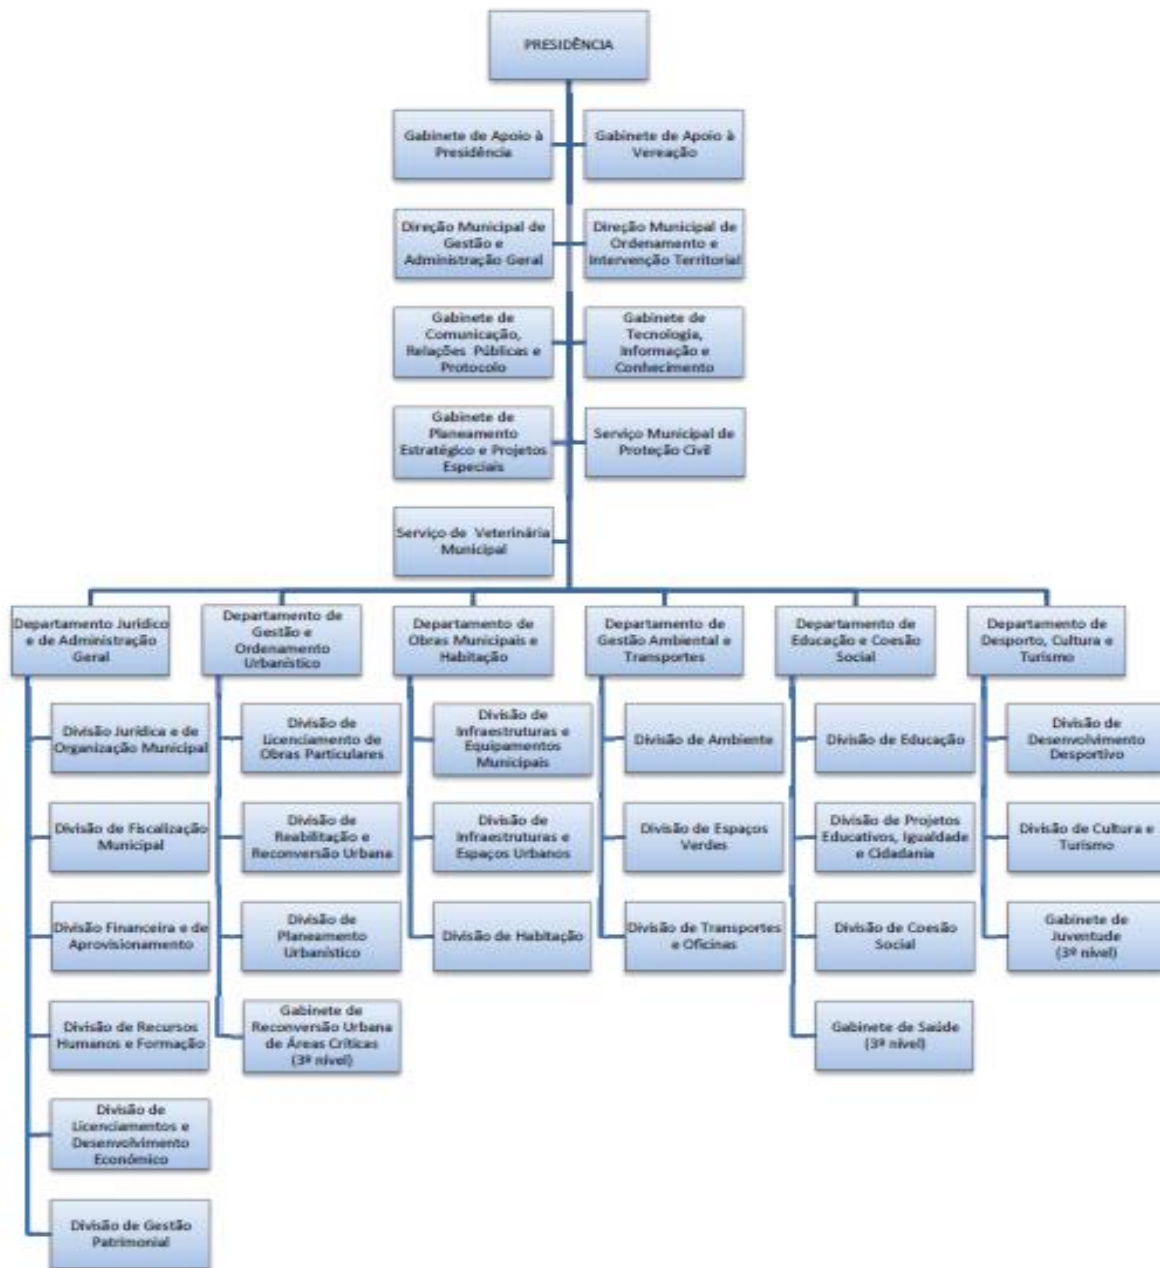 PRESIDÊNCIA
Gabinete de Apoio à
Presidência
Gabinete de Apoio à
Vereação
Direção Municipal de
Gestão e
Administração Geral
Direção Municipal de
Ordenamento e
Intervenção Territorial
Gabinete de
Comunicação,
Relações Públicas e
Protocolo
Gabinete de
Tecnologia,
Informação e
Conhecimento
Gabinete de
Planeamento
Estratégico e Projetos
Especiais
Serviço Municipal de
Proteção Civil
Serviço de Veterinária
Municipal
Departamento Jurídico
e de Administração
Geral
Departamento de
Gestão e
Ordenamento
Urbanístico
Departamento de
Obras Municipais e
Habitação
Departamento de
Gestão Ambiental e
Transportes
Departamento de
Educação e Coesão
Social
Departamento de
Desporto, Cultura e
Turismo
Divisão Jurídica e de
Organização Municipal
Divisão de
Licenciamento de
Obras Particulares
Divisão de
Infraestruturas e
Equipamentos
Municipais
Divisão de Ambiente
Divisão de Educação
Divisão de
Desenvolvimento
Desportivo
Divisão de Fiscalização
Municipal
Divisão de
Reabilitação e
Reconversão Urbana
Divisão de
Infraestruturas e
Espaços Urbanos
Divisão de Espaços
Verdes
Divisão de Projetos
Educativos, Igualdade
e Cidadania
Divisão de Cultura e
Turismo
Divisão Financeira e de
Aprovisionamento
Divisão de
Planeamento
Urbanístico
Divisão de Habitação
Divisão de Transportes
e Oficinas
Divisão de Coesão
Social
Gabinete de
Juventude
(3º nível)
Divisão de Recursos
Humanos e Formação
Gabinete de
Reconversão Urbana
de Áreas Críticas
(3º nível)
Gabinete de Saúde
(3º nível)
Divisão de
Licenciamentos e
Desenvolvimento
Económico
Divisão de Gestão
Patrimonial